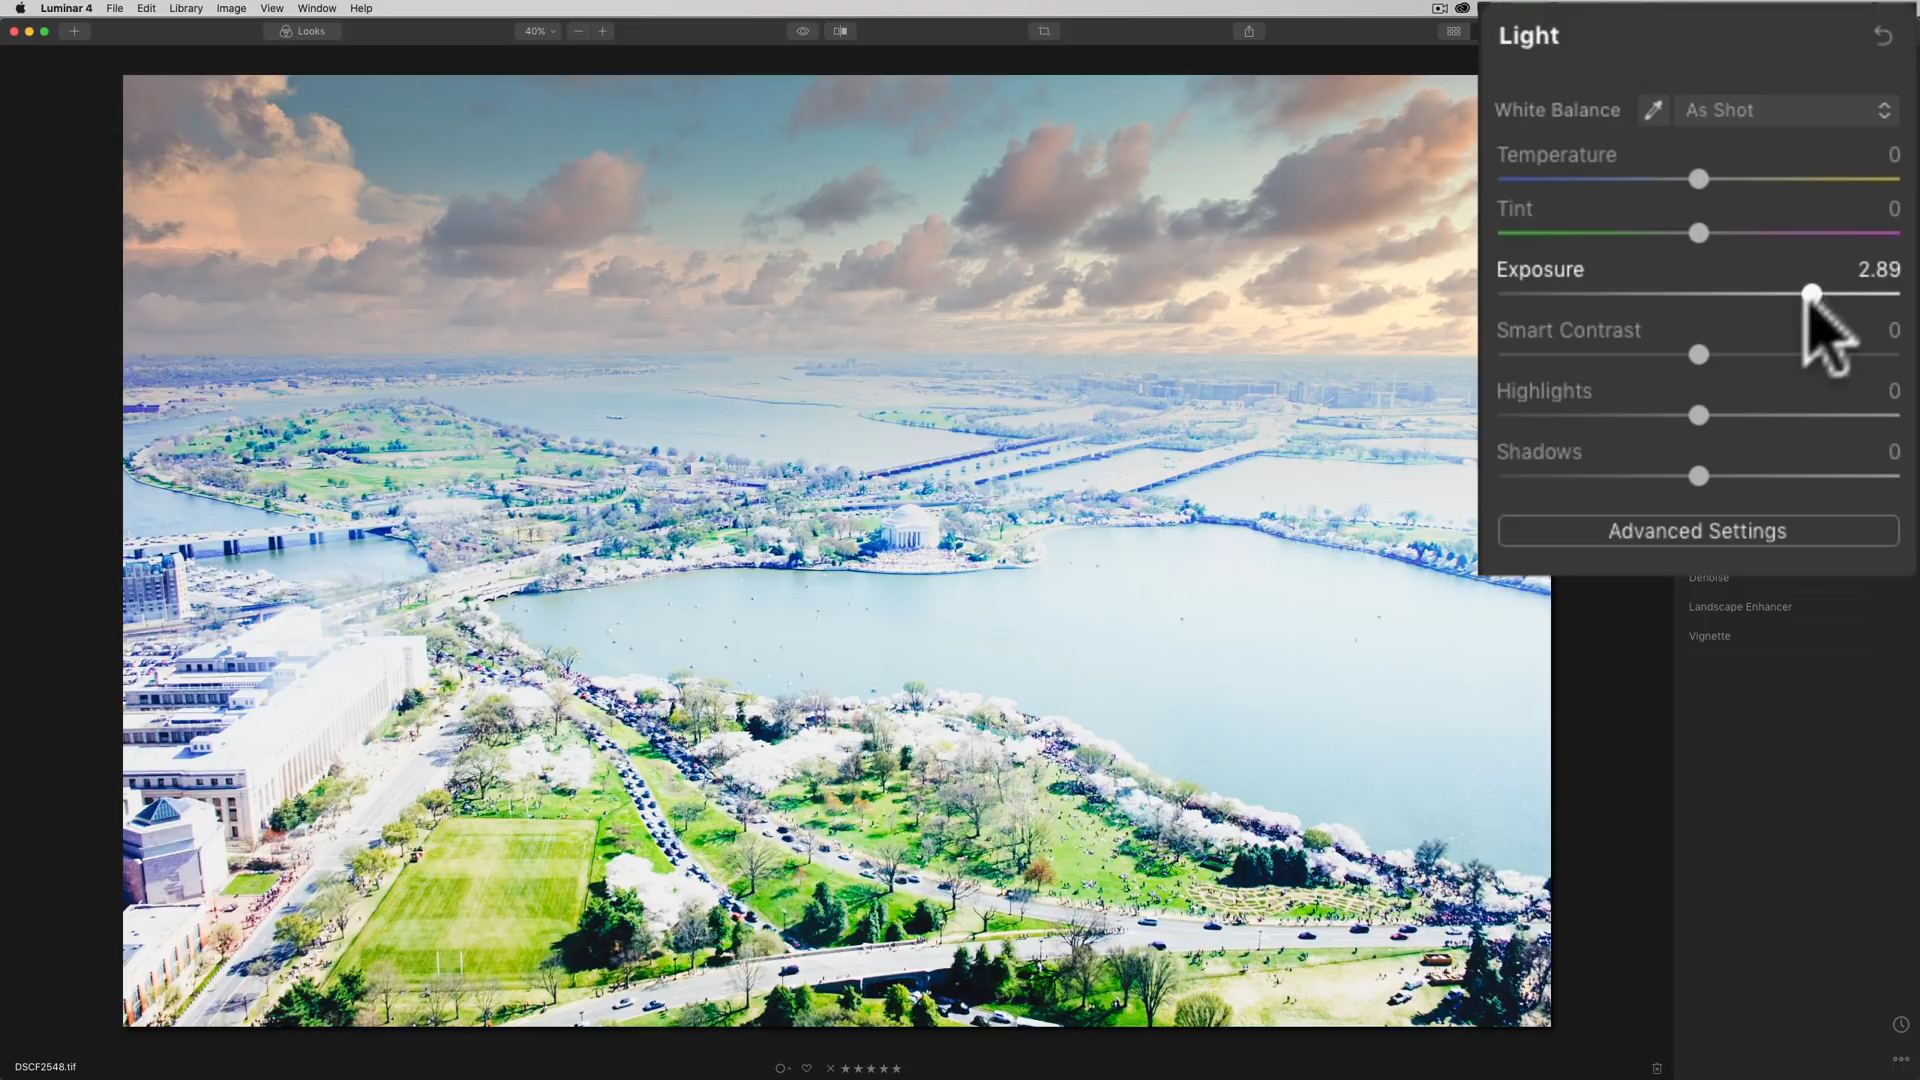 Luminar 4 File Edit Library Image View Window Help
Looks 40%
Light
White Balance As Shot
Temperature 0
Tint 0
Exposure 2.89
Smart Contrast 0
Highlights 0
Shadows 0
Advanced Settings
Denoise
Landscape Enhancer
Vignette
DSCF2548.tif